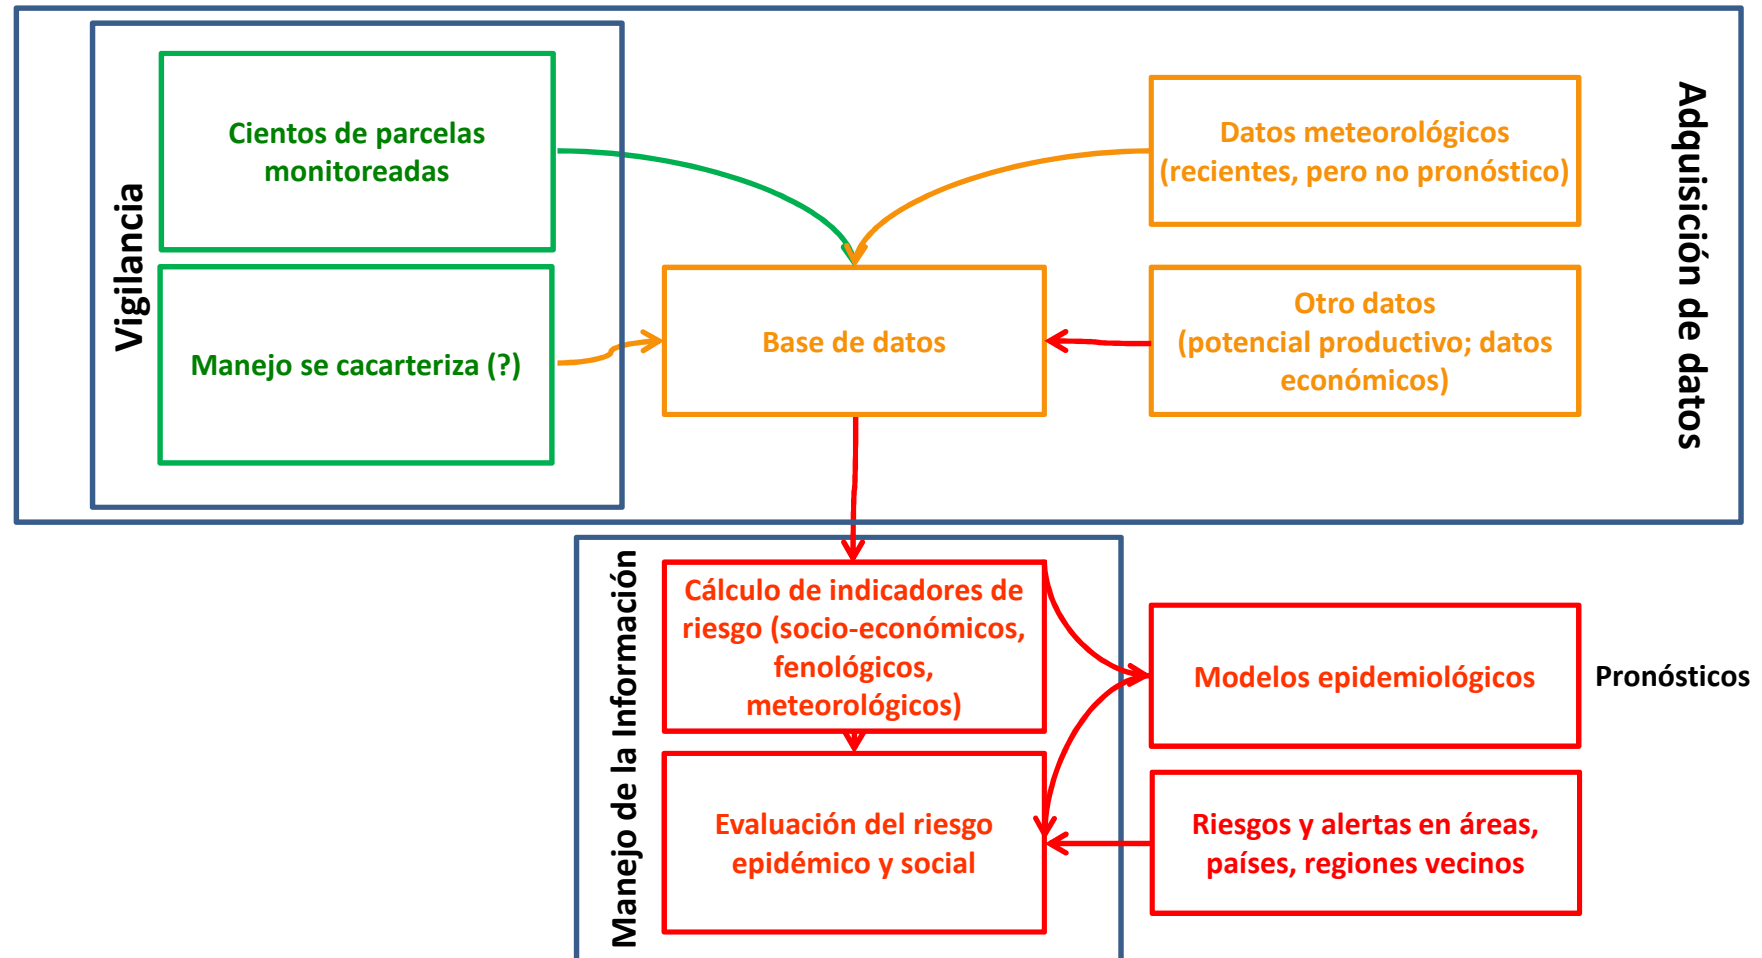 Vigilancia
Cientos de parcelas
monitoreadas
Manejo se cacarteriza (?)
Base de datos
Datos meteorológicos
(recientes, pero no pronóstico)
Otro datos
(potencial productivo; datos
económicos)
Adquisición de datos
Manejo de la Información
Cálculo de indicadores de
riesgo (socio-económicos,
fenológicos,
meteorológicos)
Evaluación del riesgo
epidémico y social
Modelos epidemiológicos
Pronósticos
Riesgos y alertas en áreas,
países, regiones vecinos